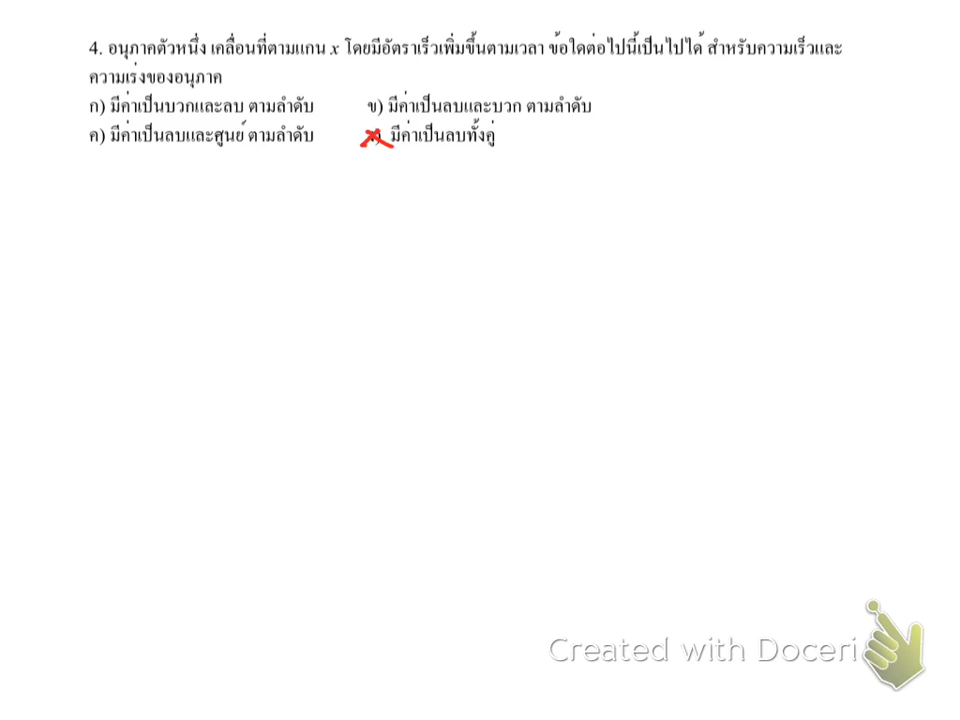 4. อนุภาคตัวหนึ่ง เคลื่อนที่ตามแกน x โดยมีอัตราเร็วเพิ่มขึ้นตามเวลา ข้อใดต่อไปนี้เป็นไปได้ สำหรับความเร็วและ
ความเร่งของอนุภาค
ก) มีค่าเป็นบวกและลบ ตามลำดับ ข) มีค่าเป็นลบและบวก ตามลำดับ
ค) มีค่าเป็นลบและศูนย์ ตามลำดับ มีค่าเป็นลบทั้งคู่
Created with Doceri